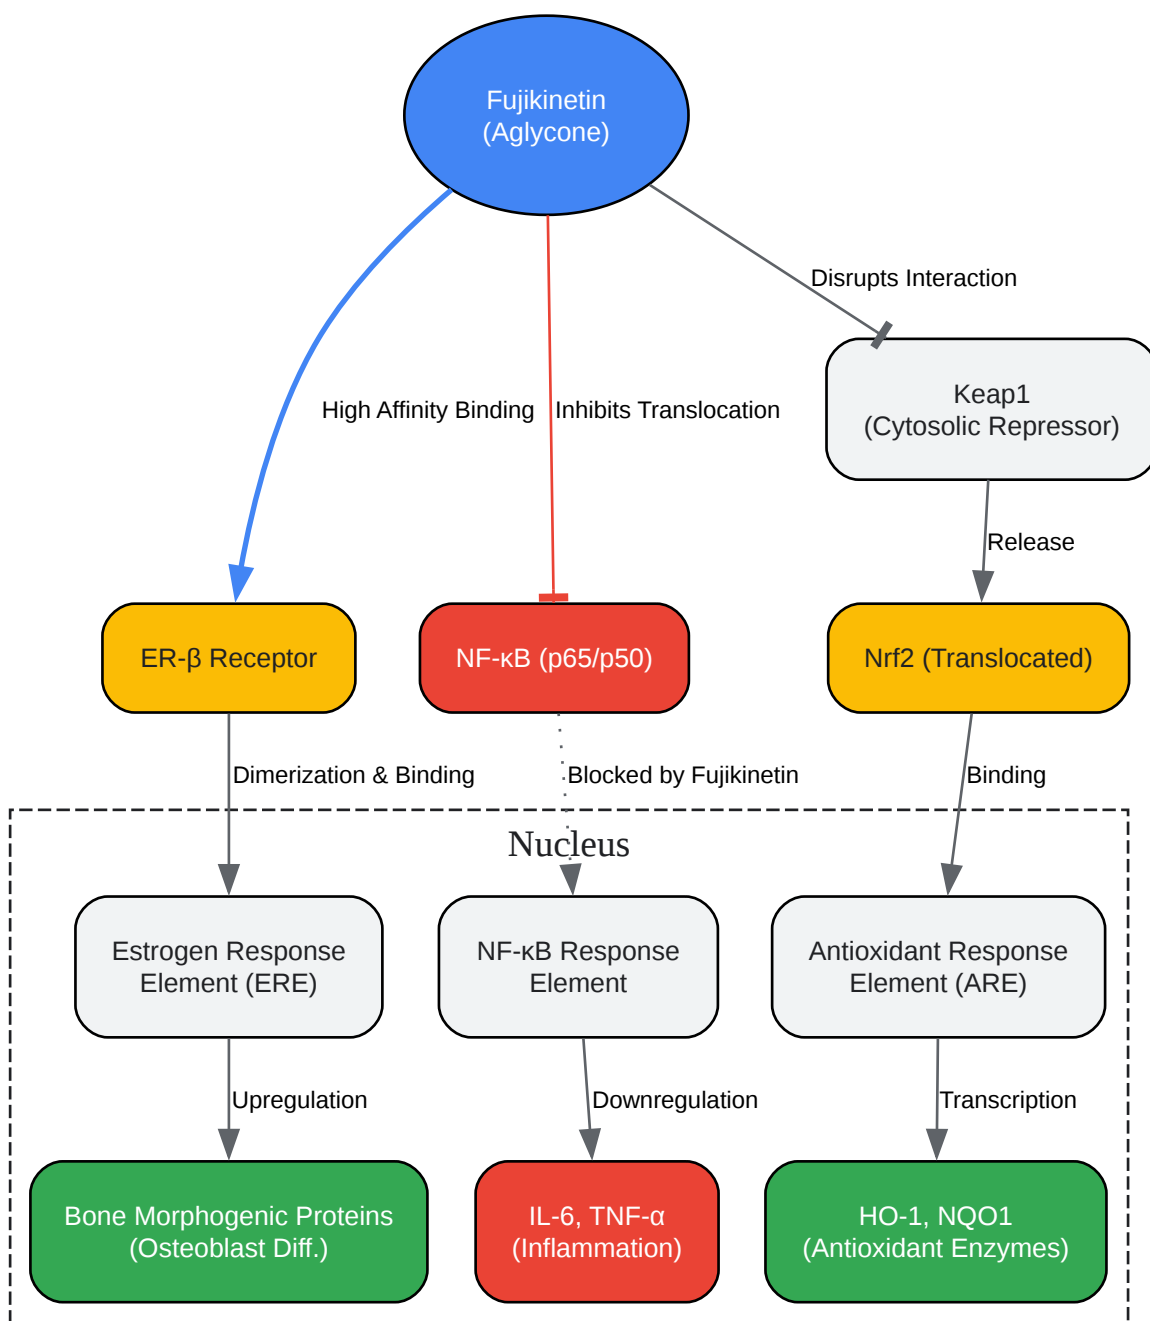 Fujikinetin
(Aglycone)
Disrupts Interaction
Keap1
(Cytosolic Repressor)
High Affinity Binding
Inhibits Translocation
Release
ER-β Receptor
NF-κB (p65/p50)
Nrf2 (Translocated)
Dimerization & Binding
Blocked by Fujikinetin
Binding
Nucleus
Estrogen Response
Element (ERE)
NF-κB Response
Element
Antioxidant Response
Element (ARE)
Upregulation
Downregulation
Transcription
Bone Morphogenic Proteins
(Osteoblast Diff.)
IL-6, TNF-α
(Inflammation)
HO-1, NQO1
(Antioxidant Enzymes)